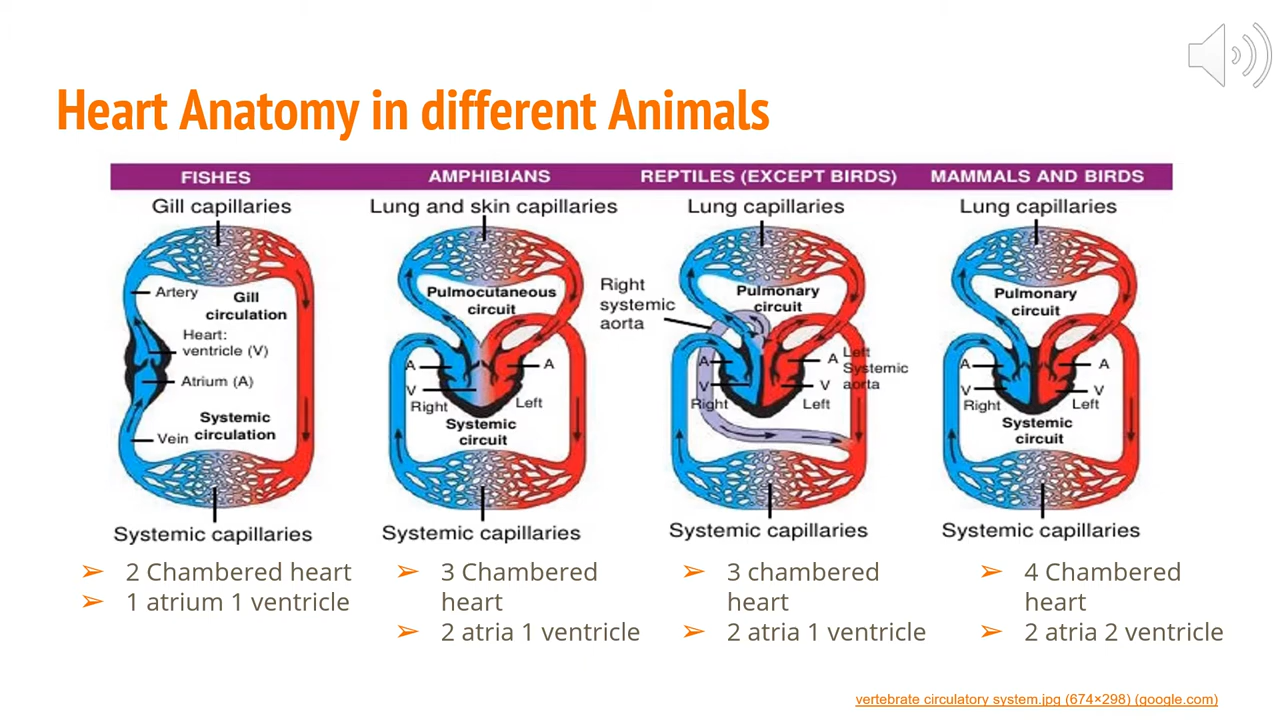 Heart Anatomy in different Animals
FISHES
AMPHIBIANS
REPTILES (EXCEPT BIRDS)
MAMMALS AND BIRDS
Gill capillaries
Artery
Gill
circulation
Heart:
ventricle (V)
Atrium (A)
Systemic
circulation
Vein
Systemic capillaries
Lung and skin capillaries
Pulmocutaneous
circuit
A
A
V
Right
Left
Systemic
circuit
Systemic capillaries
Lung capillaries
Right
systemic
aorta
Pulmonary
circuit
A
A
Left
Systemic
aorta
V
V
Right
Left
Systemic capillaries
Lung capillaries
Pulmonary
circuit
A
A
V
V
Right
Left
Systemic
circuit
Systemic capillaries
➢ 2 Chambered heart
➢ 1 atrium 1 ventricle
➢ 3 Chambered
heart
➢ 2 atria 1 ventricle
➢ 3 chambered
heart
➢ 2 atria 1 ventricle
➢ 4 Chambered
heart
➢ 2 atria 2 ventricle
vertebrate circulatory system.jpg (674×298) (google.com)